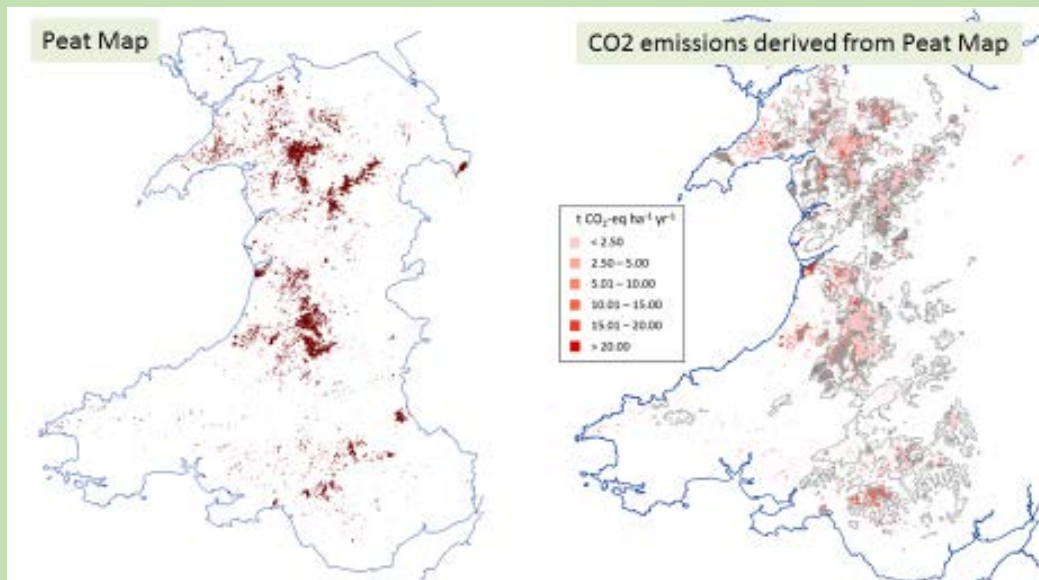 Peat Map
CO2 emissions derived from Peat Map
t CO₂-eq ha⁻¹ yr⁻¹
< 2.50
2.50 – 5.00
5.01 – 10.00
10.01 – 15.00
15.01 – 20.00
> 20.00